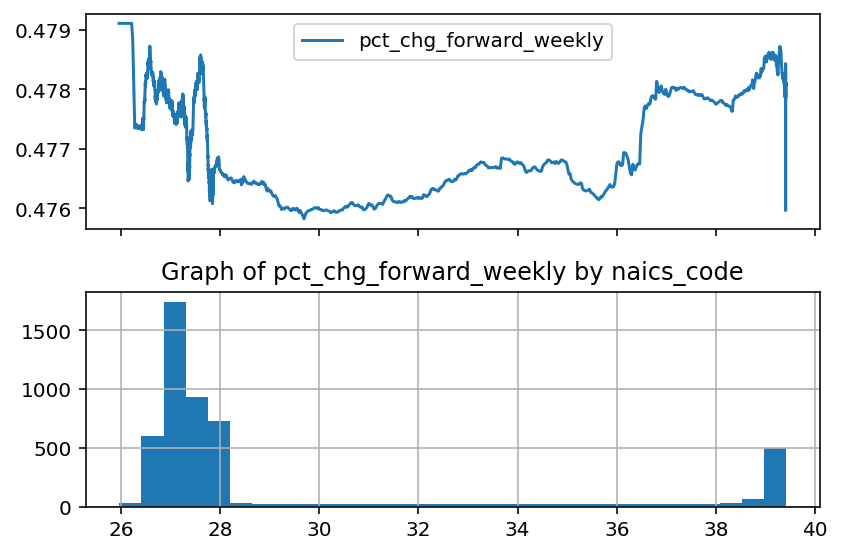 0.479
pct_chg_forward_weekly
0.478
0.477
0.476
Graph of pct_chg_forward_weekly by naics_code
1500
1000
500
0
26 28 30 32 34 36 38 40